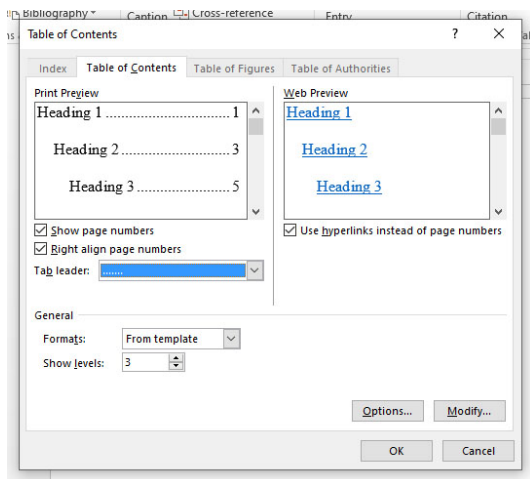 Bibliography
Caption Cross-reference Entry Citation
Table of Contents ? ×
Index Table of Contents Table of Figures Table of Authorities
Print Preview Web Preview
Heading 1 ................................ 1 Heading 1
Heading 2 ............................ 3 Heading 2
Heading 3 ........................ 5 Heading 3
Show page numbers Use hyperlinks instead of page numbers
Right align page numbers
Tab leader: .......
General
Formats: From template
Show levels: 3
Options... Modify...
OK Cancel